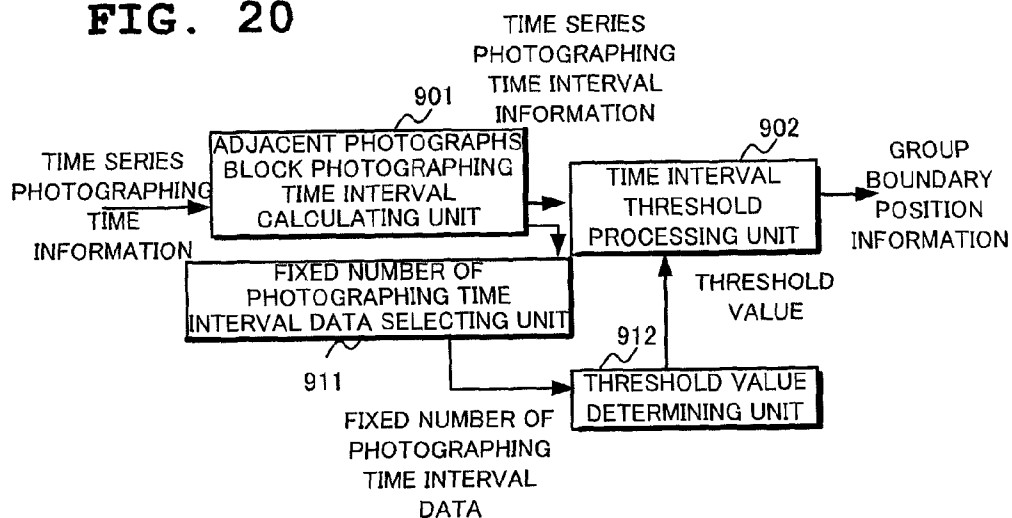 FIG. 20
TIME SERIES
PHOTOGRAPHING
TIME INTERVAL
INFORMATION
901
ADJACENT PHOTOGRAPHS
BLOCK PHOTOGRAPHING
TIME INTERVAL
CALCULATING UNIT
TIME SERIES
PHOTOGRAPHING
TIME
INFORMATION
902
TIME INTERVAL
THRESHOLD
PROCESSING UNIT
GROUP
BOUNDARY
POSITION
INFORMATION
FIXED NUMBER OF
PHOTOGRAPHING TIME
INTERVAL DATA SELECTING UNIT
911
THRESHOLD
VALUE
912
THRESHOLD VALUE
DETERMINING UNIT
FIXED NUMBER OF
PHOTOGRAPHING
TIME INTERVAL
DATA